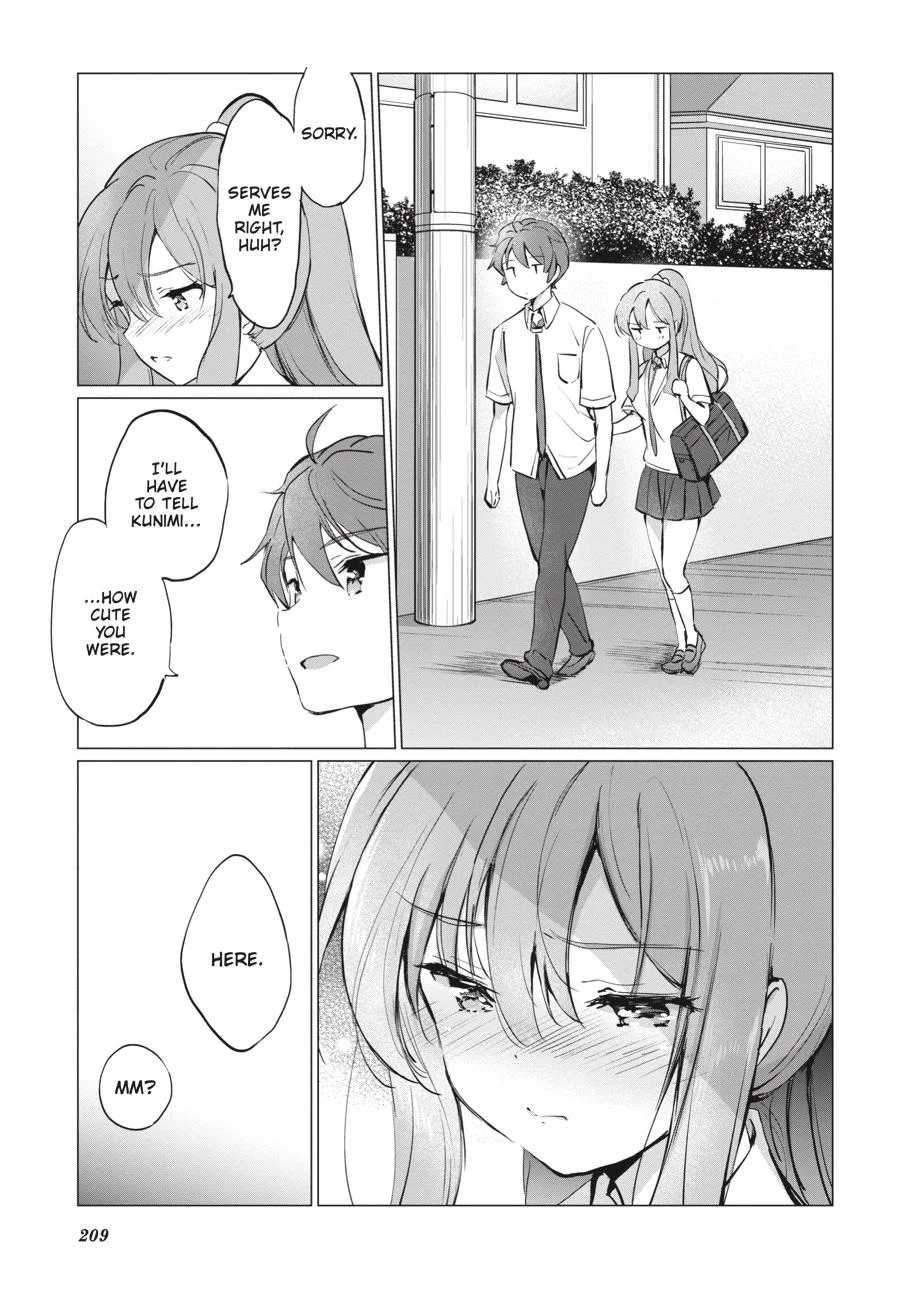 SORRY.
SERVES
ME
RIGHT,
HUH?
I'LL
HAVE
TO TELL
KUNIMI...
...HOW
CUTE
YOU
WERE.
HERE.
MM?
209